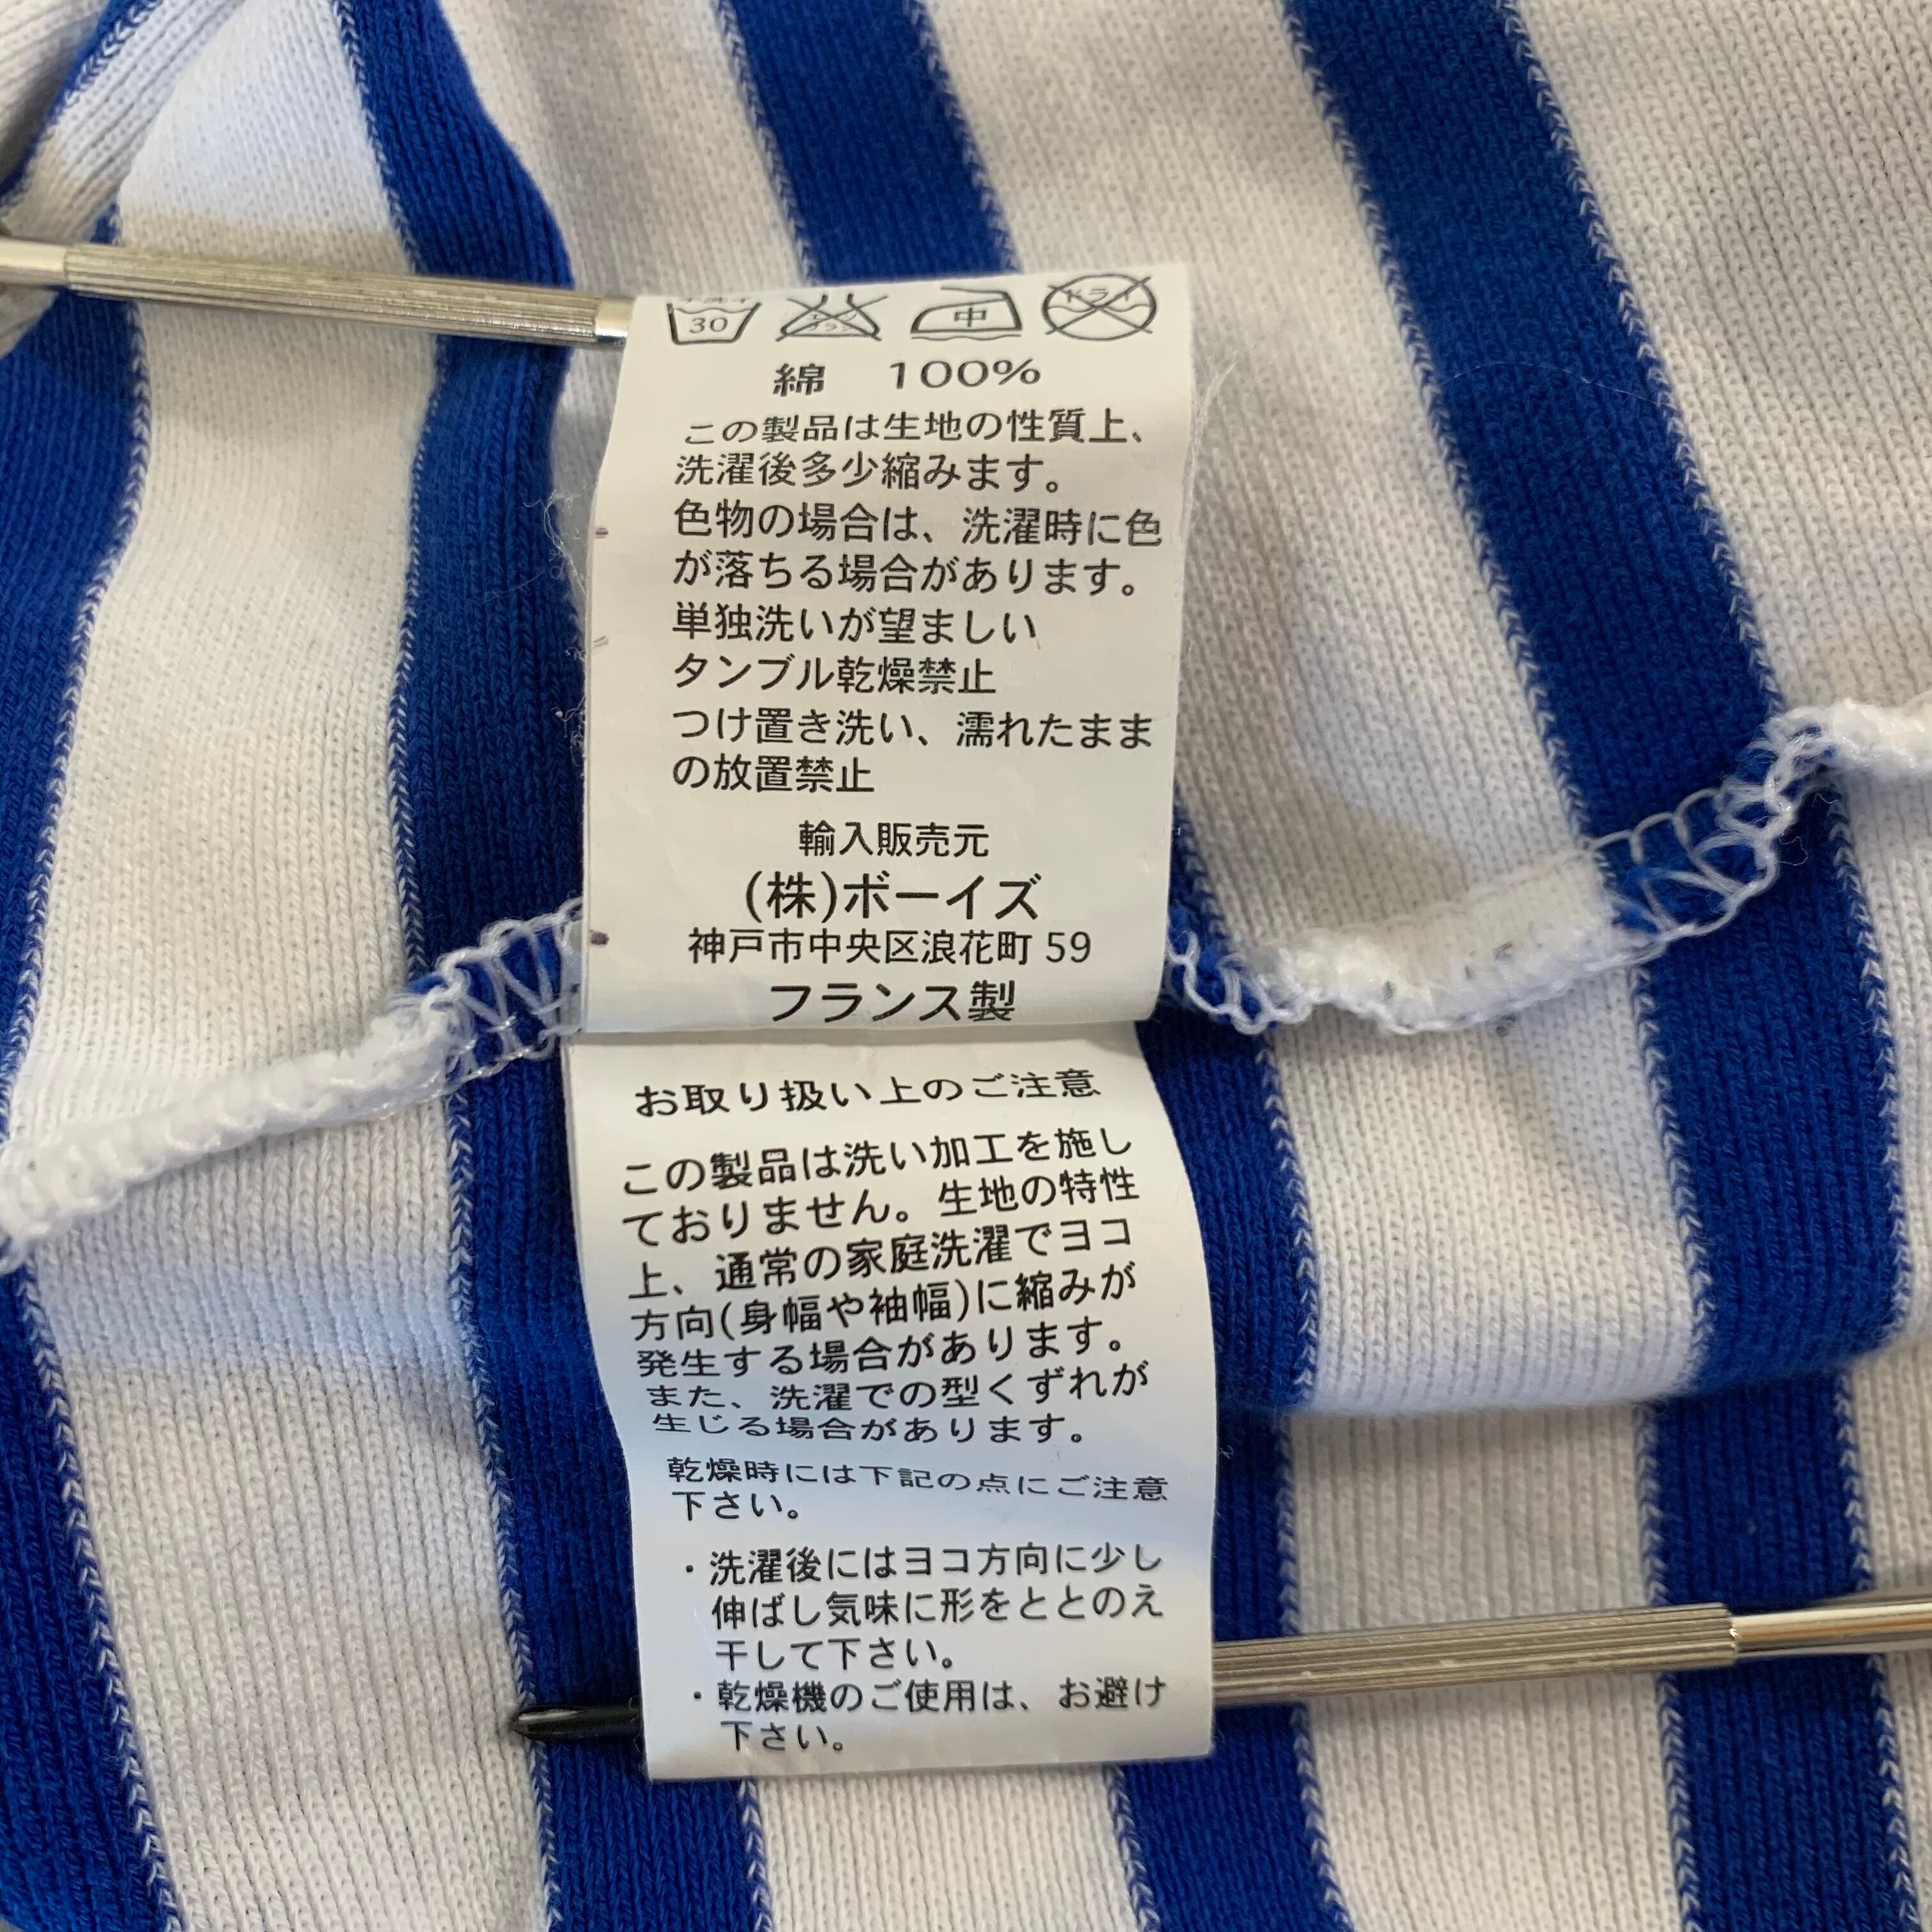 30
中
ドライ
綿 100%
この製品は生地の性質上、
洗濯後多少縮みます。
色物の場合は、洗濯時に色
が落ちる場合があります。
単独洗いが望ましい
タンブル乾燥禁止
つけ置き洗い、濡れたまま
の放置禁止
輸入販売元
(株)ボーイズ
神戸市中央区浪花町 59
フランス製
お取り扱い上のご注意
この製品は洗い加工を施し
ておりません。生地の特性
上、通常の家庭洗濯でヨコ
方向(身幅や袖幅)に縮みが
発生する場合があります。
また、洗濯での型くずれが
生じる場合があります。
乾燥時には下記の点にご注意
下さい。
・洗濯後にはヨコ方向に少し
伸ばし気味に形をととのえ
干して下さい。
・乾燥機のご使用は、お避け
下さい。